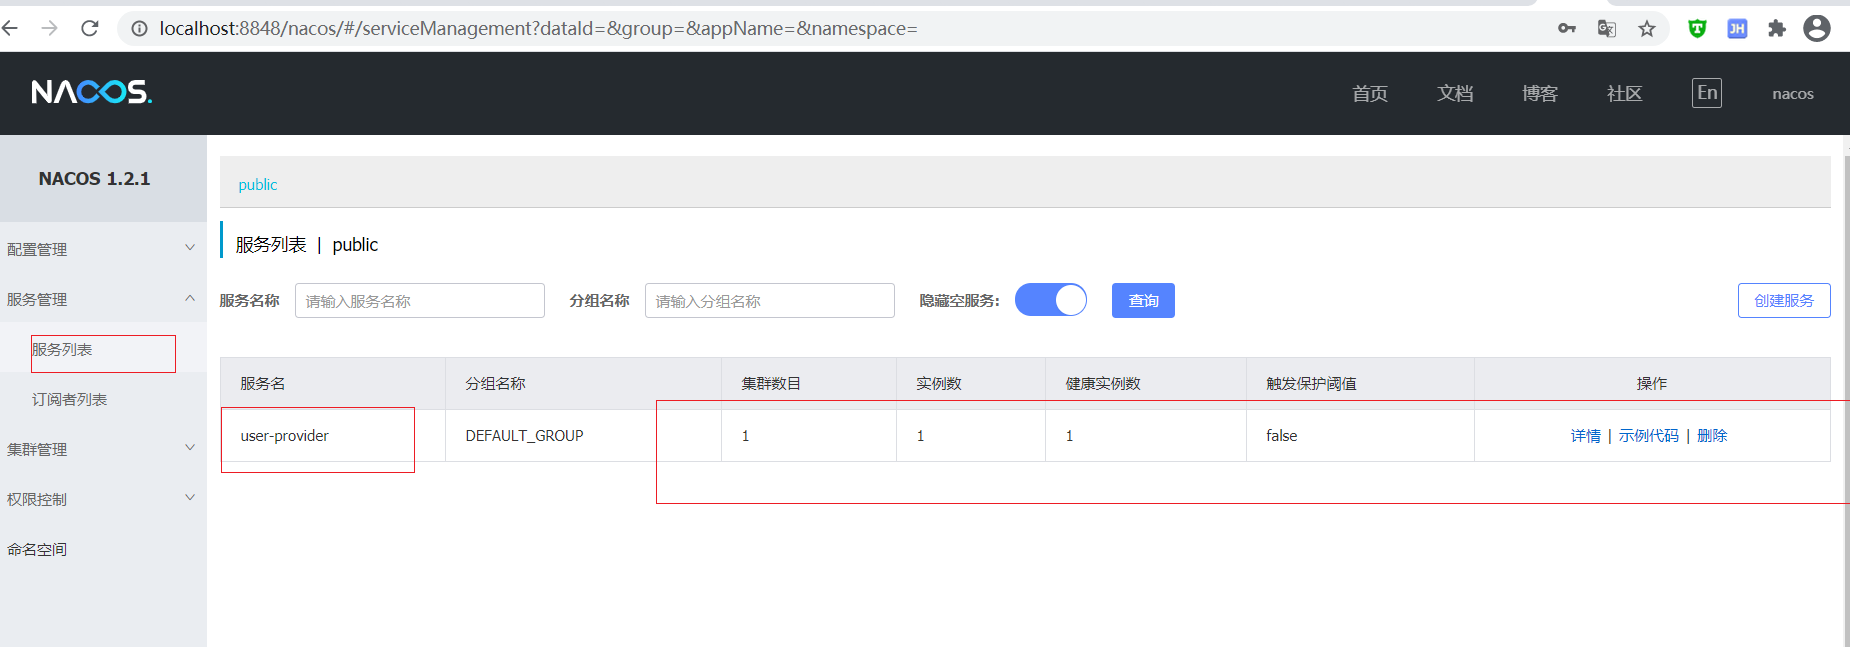 localhost:8848/nacos/#/serviceManagement?dataId=&group=&appName=&namespace=
JH
NACOS.
首页 文档 博客 社区 En nacos
NACOS 1.2.1
配置管理
服务管理
服务列表
订阅者列表
集群管理
权限控制
命名空间
public
服务列表 | public
服务名称 请输入服务名称 分组名称 请输入分组名称 隐藏空服务: 查询 创建服务
服务名 分组名称 集群数目 实例数 健康实例数 触发保护阈值 操作
user-provider DEFAULT_GROUP 1 1 1 false 详情 | 示例代码 | 删除